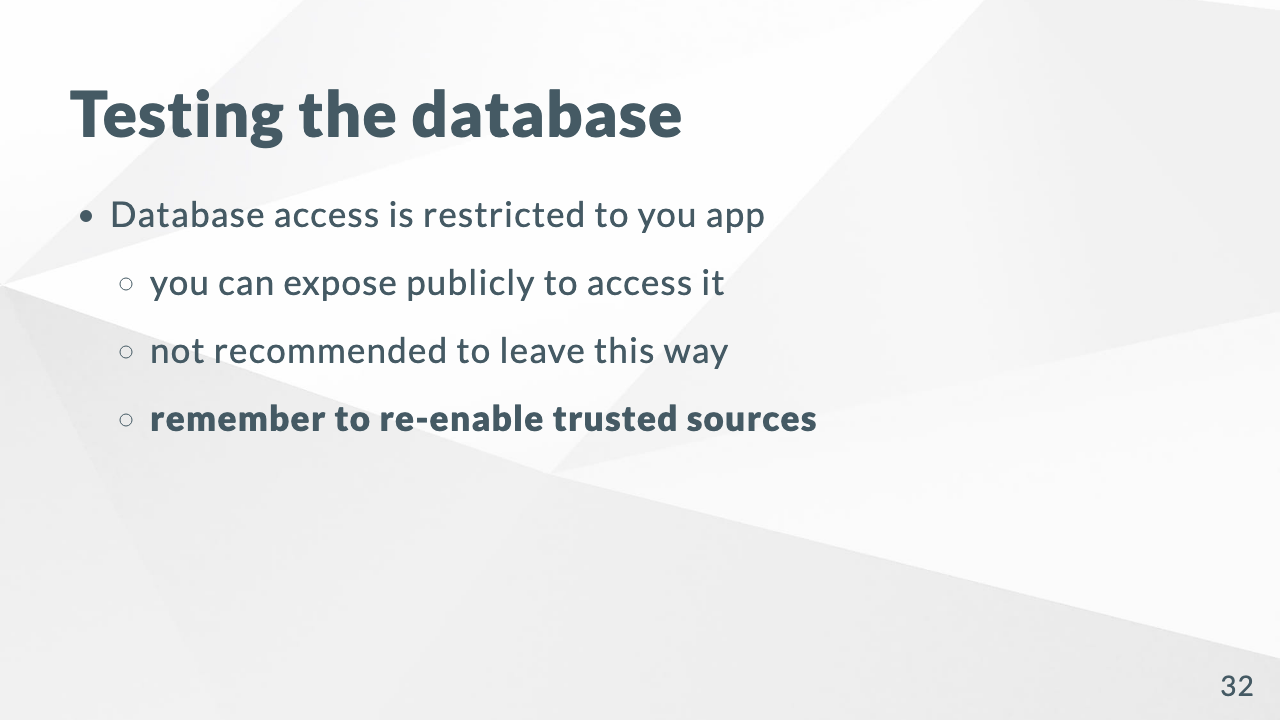 Testing the database
Database access is restricted to you app
you can expose publicly to access it
not recommended to leave this way
remember to re-enable trusted sources
32